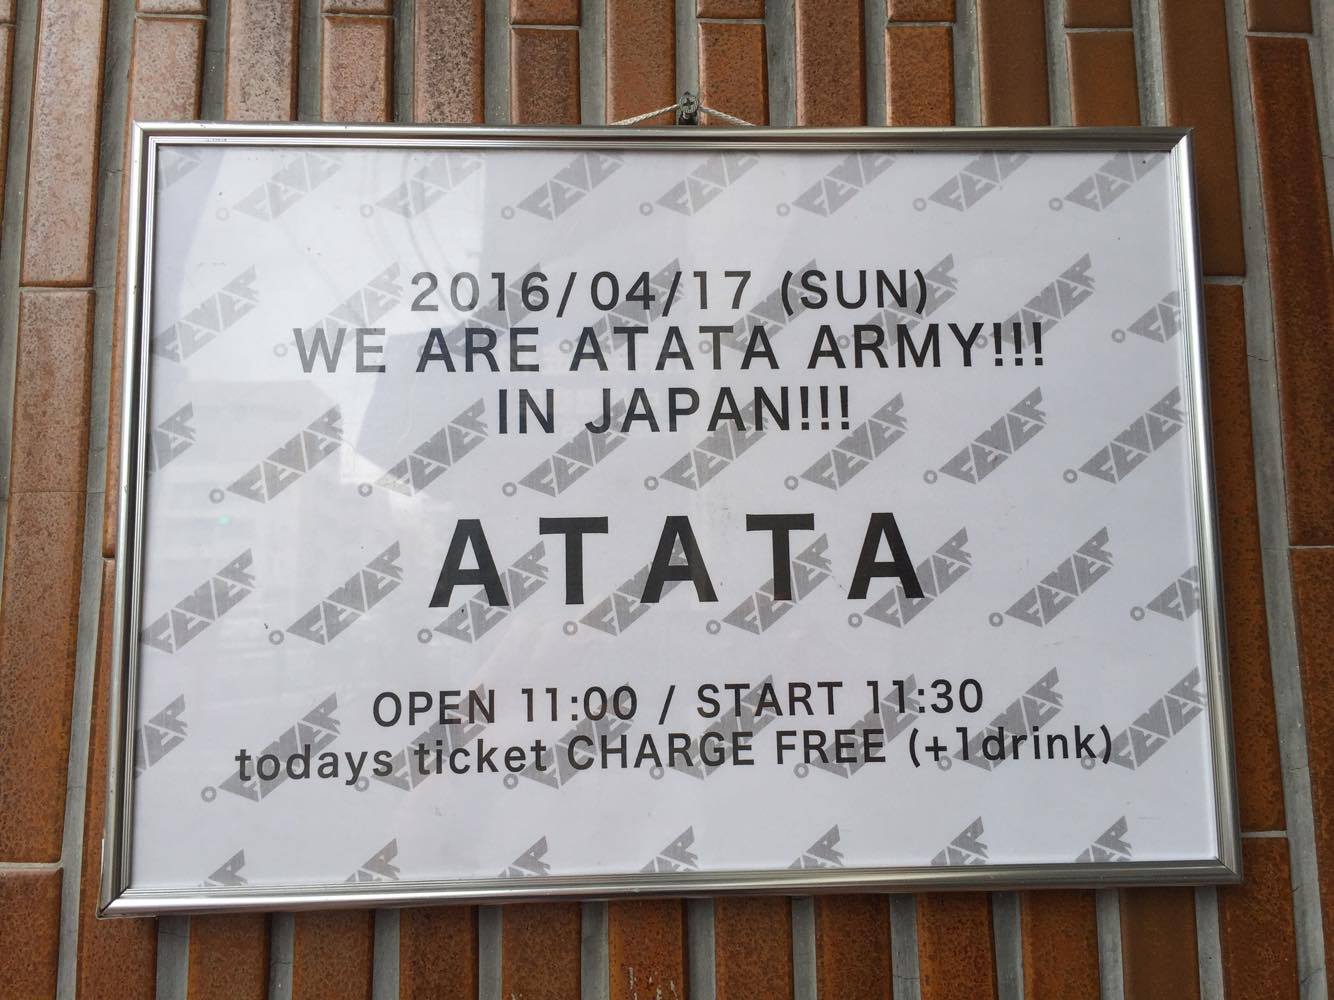 2016/04/17 (SUN)
WE ARE ATATA ARMY!!!
IN JAPAN!!!
ATATA
OPEN 11:00 / START 11:30
todays ticket CHARGE FREE (+1drink)